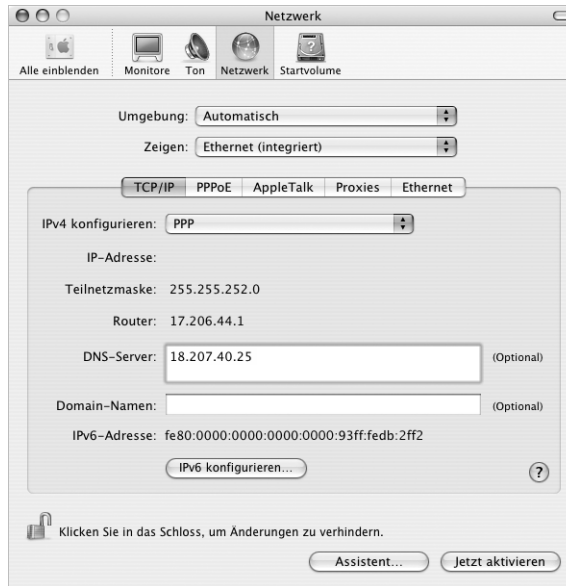 Netzwerk
Alle einblenden Monitore Ton Netzwerk Startvolume
Umgebung: Automatisch
Zeigen: Ethernet (integriert)
TCP/IP PPPoE AppleTalk Proxies Ethernet
IPv4 konfigurieren: PPP
IP-Adresse:
Teilnetzmaske: 255.255.252.0
Router: 17.206.44.1
DNS-Server: 18.207.40.25 (Optional)
Domain-Namen: (Optional)
IPv6-Adresse: fe80:0000:0000:0000:0000:93ff:fedb:2ff2
IPv6 konfigurieren... ?
Klicken Sie in das Schloss, um Änderungen zu verhindern.
Assistent... Jetzt aktivieren